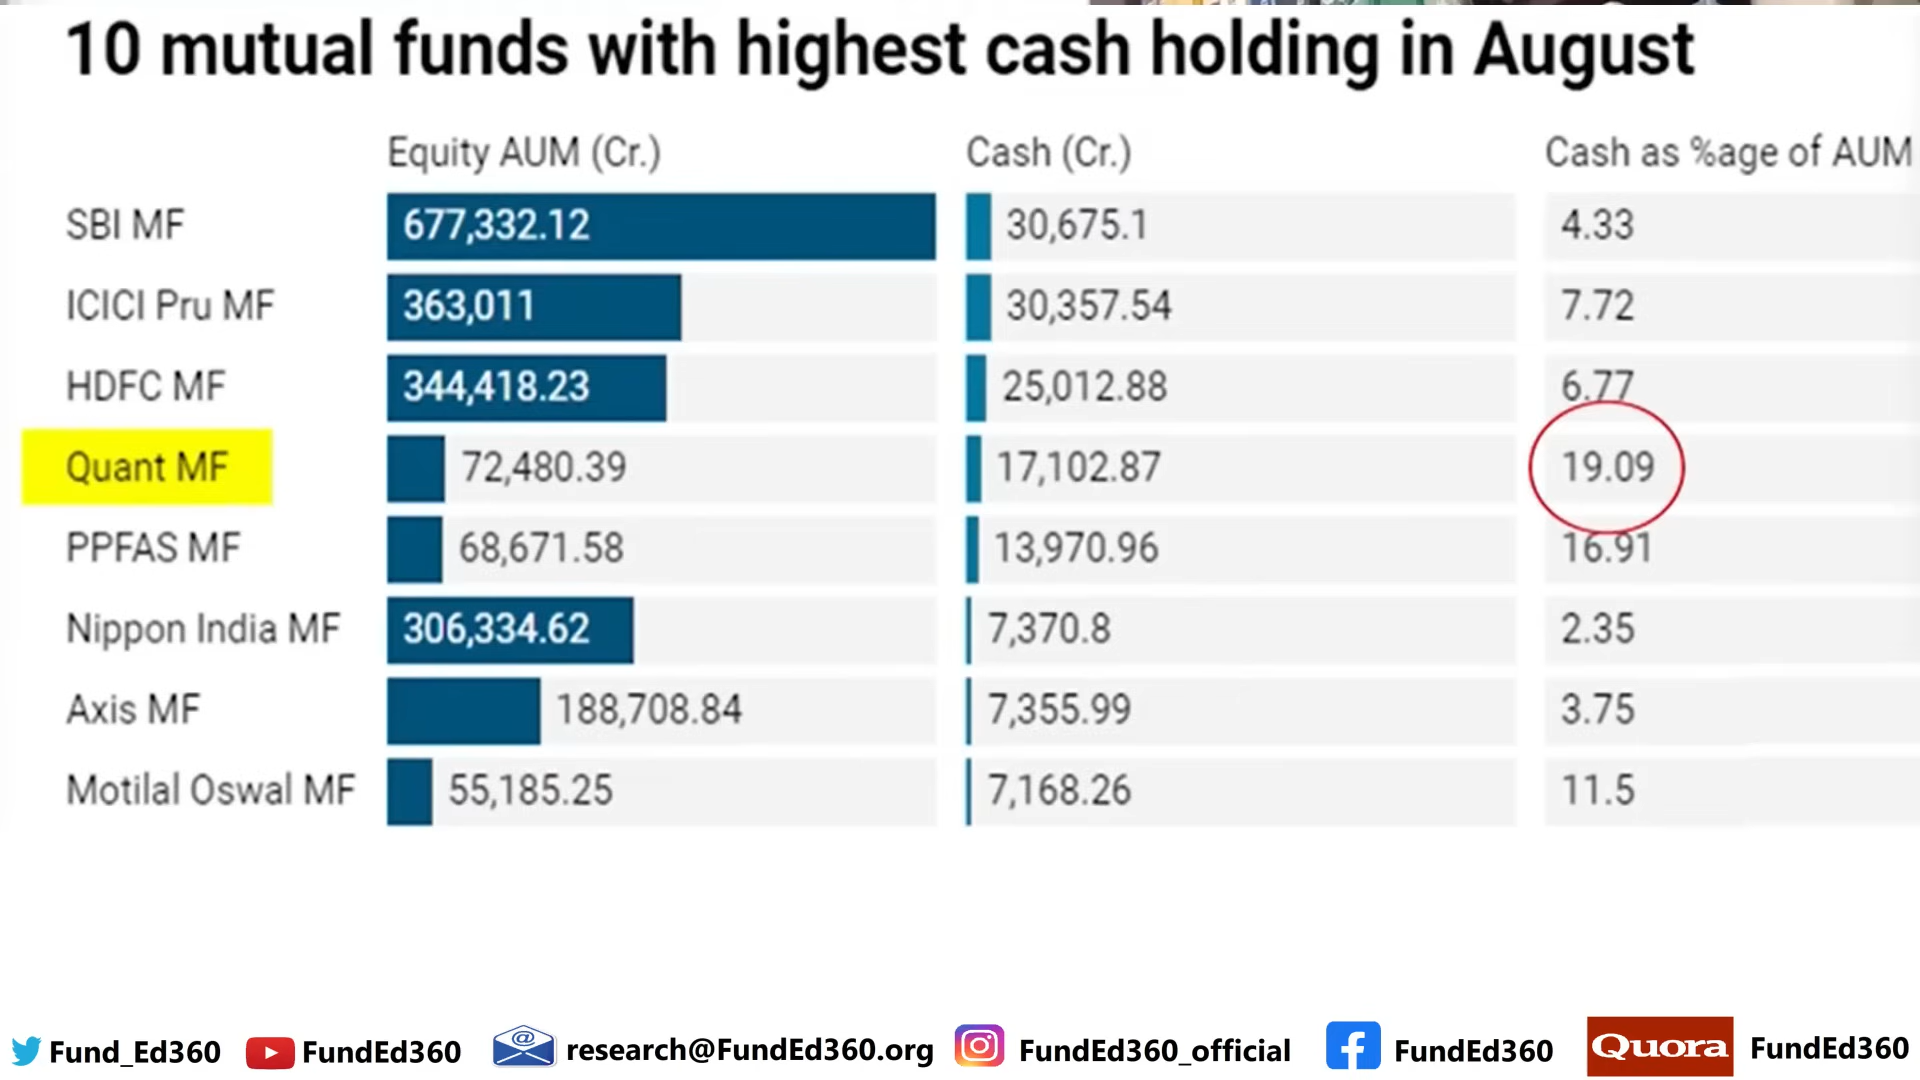 10 mutual funds with highest cash holding in August
Equity AUM (Cr.) Cash (Cr.) Cash as %age of AUM
SBI MF 677,332.12 30,675.1 4.33
ICICI Pru MF 363,011 30,357.54 7.72
HDFC MF 344,418.23 25,012.88 6.77
Quant MF 72,480.39 17,102.87 19.09
PPFAS MF 68,671.58 13,970.96 16.91
Nippon India MF 306,334.62 7,370.8 2.35
Axis MF 188,708.84 7,355.99 3.75
Motilal Oswal MF 55,185.25 7,168.26 11.5
Fund_Ed360 FundEd360 research@FundEd360.org FundEd360_official FundEd360 Quora FundEd360